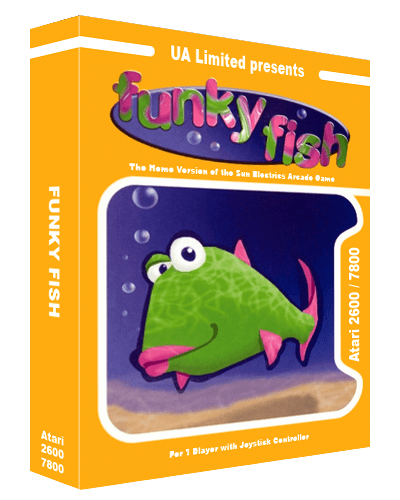 UA Limited presents
funky fish
The Home Version of the Sun Electrics Arcade Game
Atari 2600 / 7800
For 1 Player with Joystick Controller
FUNKY FISH
Atari
2600
7800